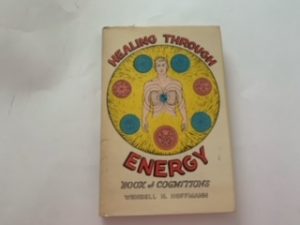 HEALING THROUGH
ENERGY
BOOK of COGNITIONS
WENDELL H. HOFFMANN